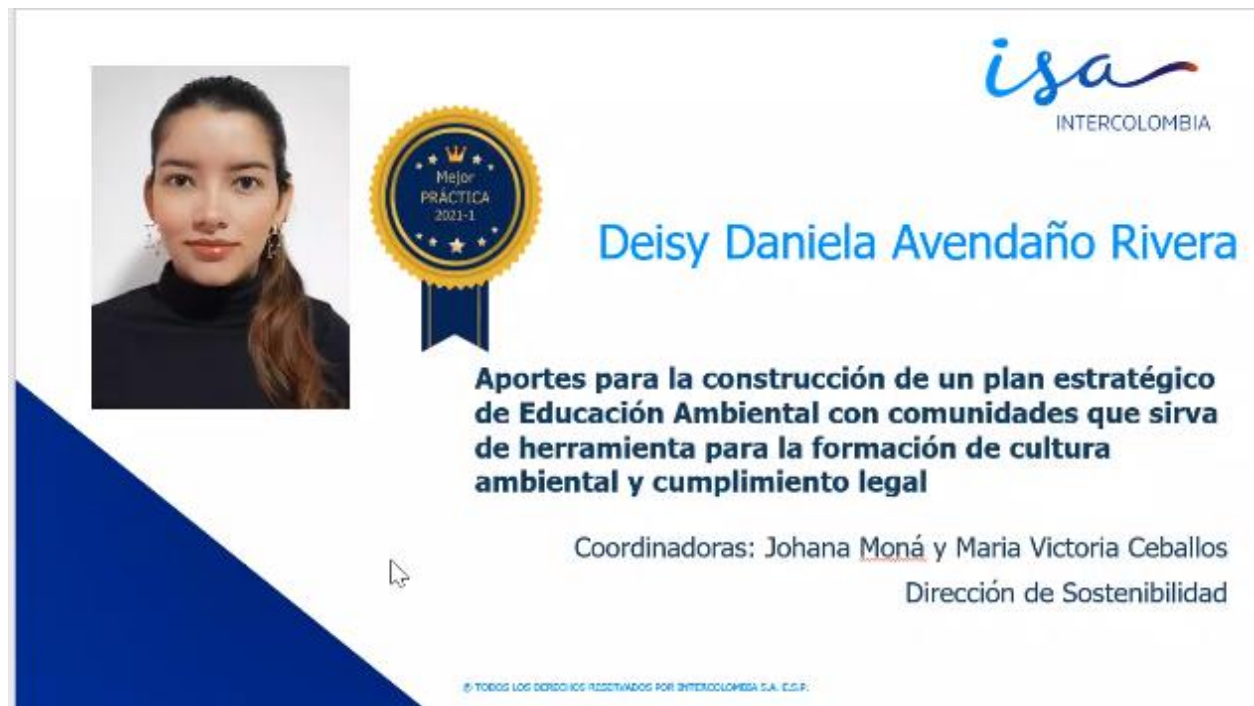 isa
INTERCOLOMBIA
Mejor
PRÁCTICA
2021-1
Deisy Daniela Avendaño Rivera
Aportes para la construcción de un plan estratégico
de Educación Ambiental con comunidades que sirva
de herramienta para la formación de cultura
ambiental y cumplimiento legal
Coordinadoras: Johana Moná y Maria Victoria Ceballos
Dirección de Sostenibilidad
® TODOS LOS DERECHOS RESERVADOS POR INTERCOLOMBIA S.A. E.S.P.